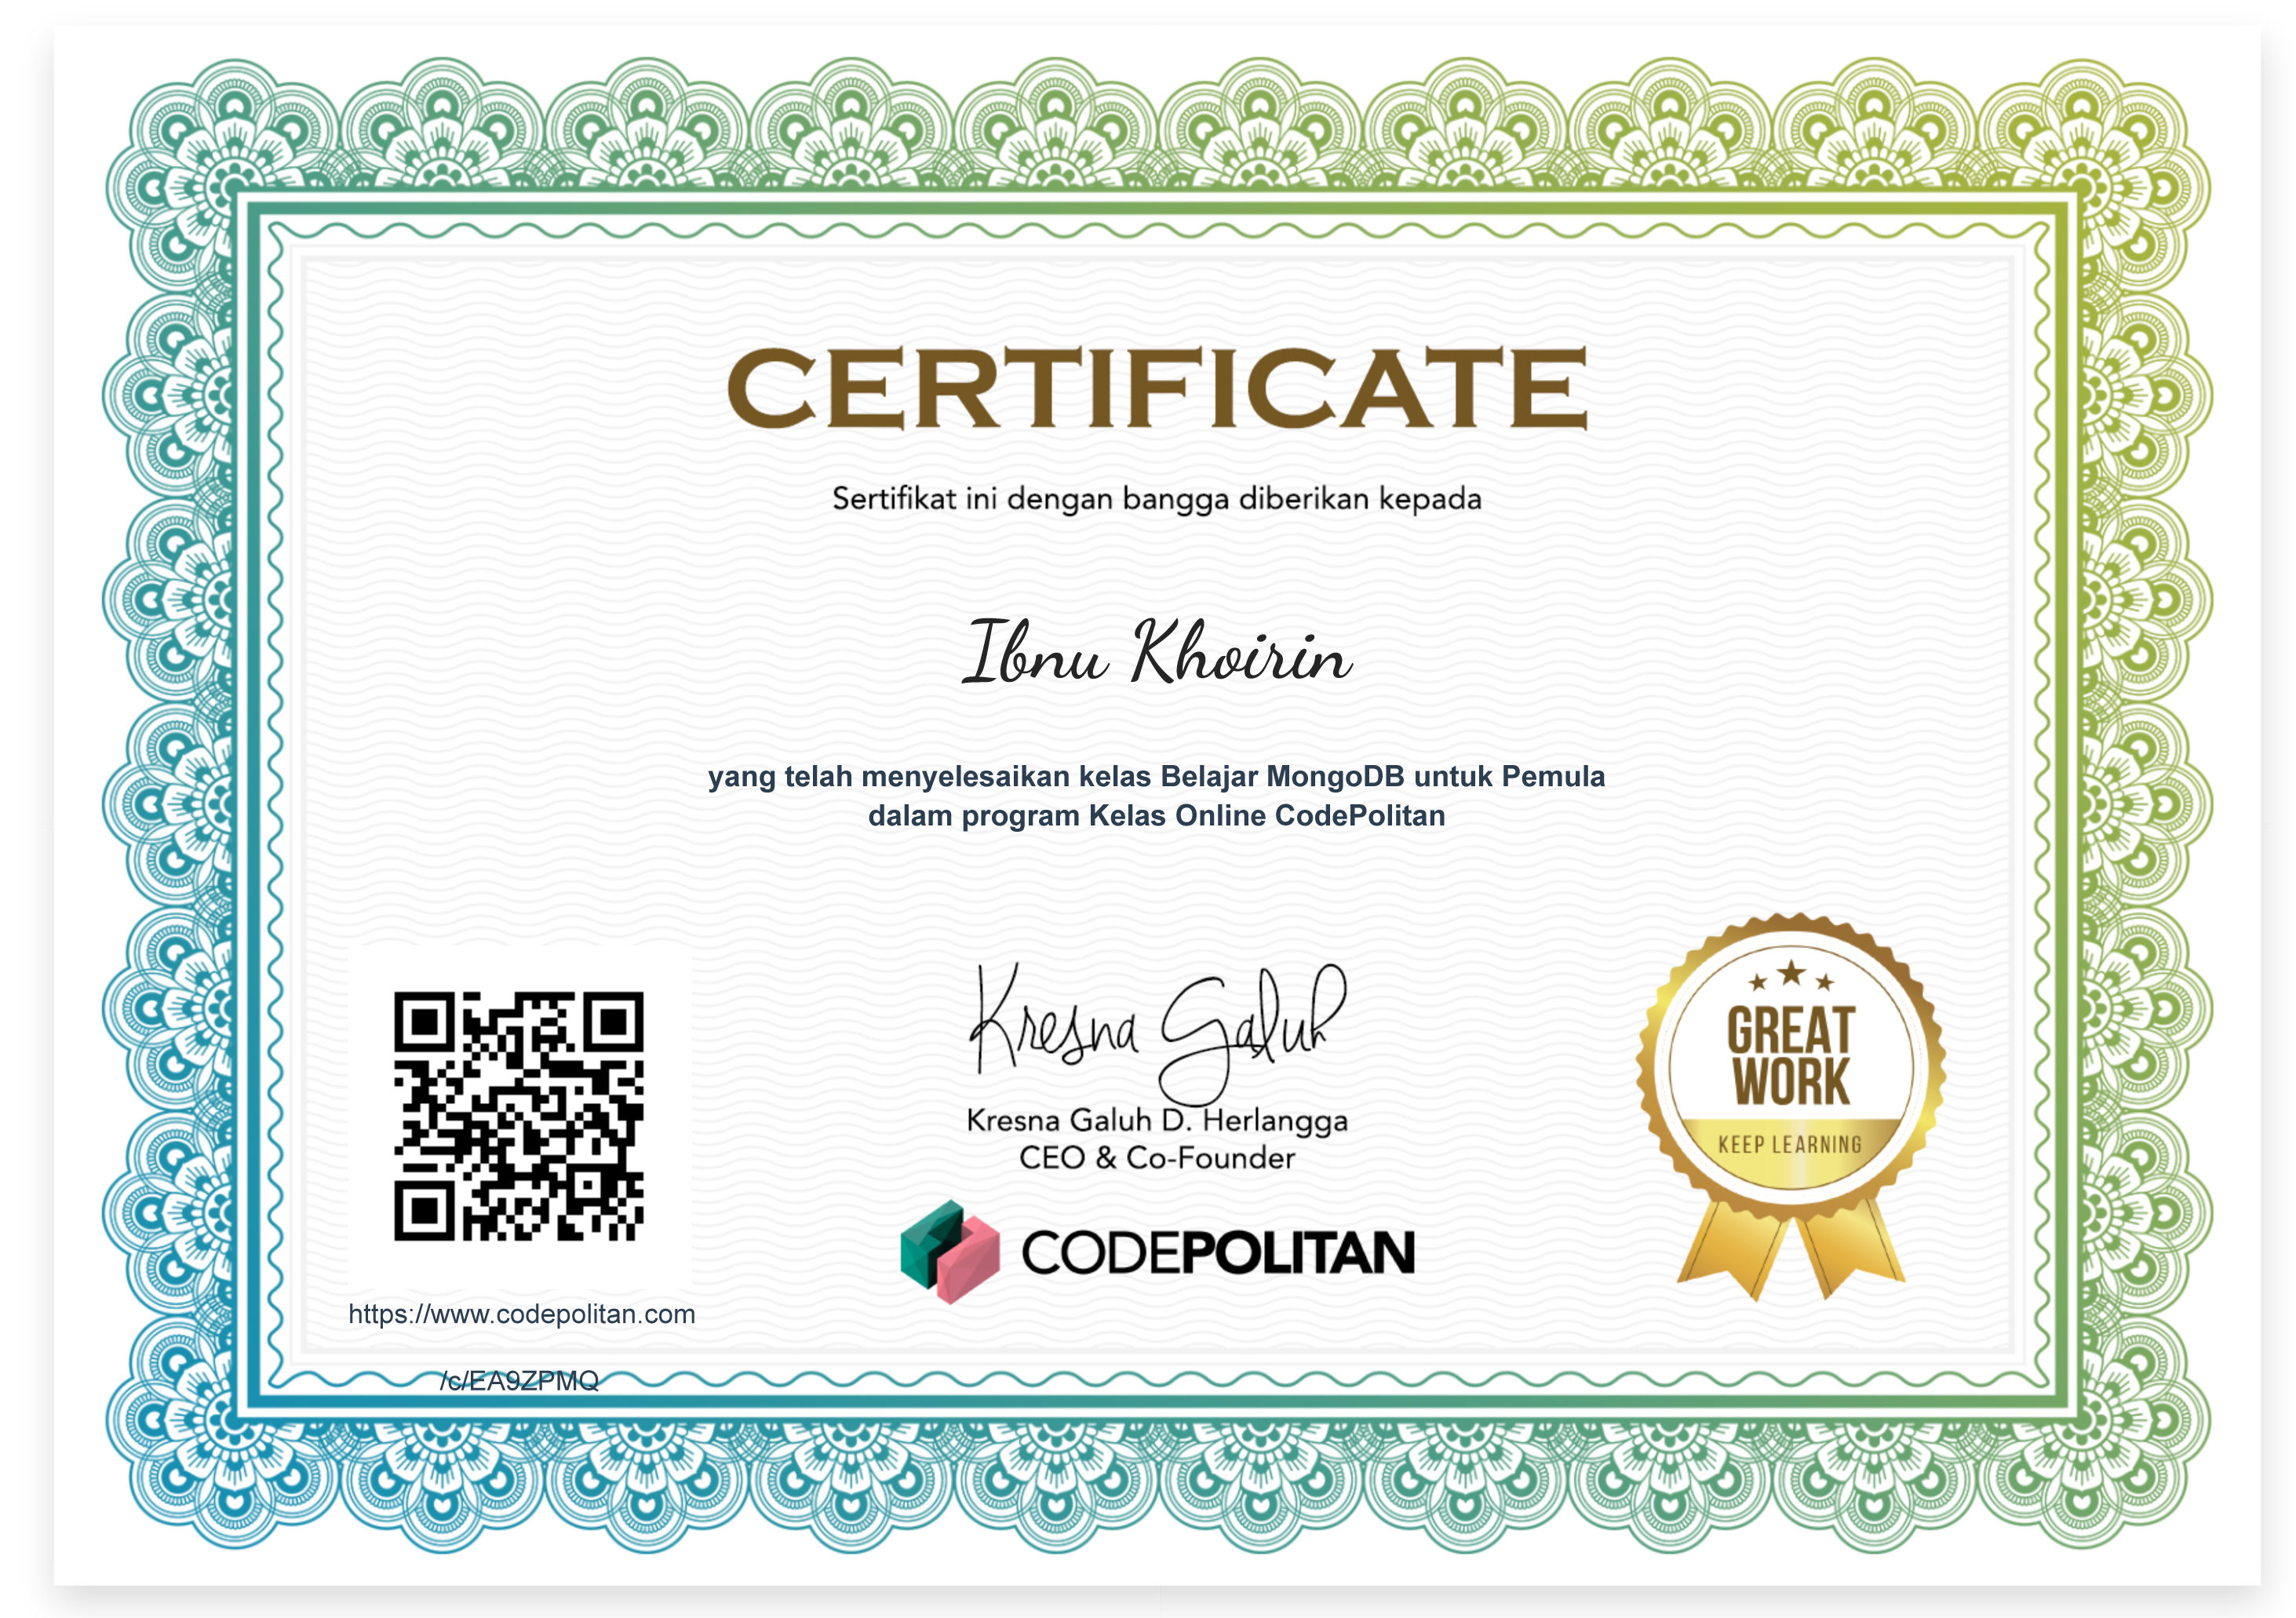 CERTIFICATE
Sertifikat ini dengan bangga diberikan kepada
Ibnu Khoirin
yang telah menyelesaikan kelas Belajar MongoDB untuk Pemula
dalam program Kelas Online CodePolitan
Kresna Galuh
Kresna Galuh D. Herlangga
CEO & Co-Founder
CODEPOLITAN
GREAT
WORK
KEEP LEARNING
https://www.codepolitan.com
/c/EA9ZPMQ